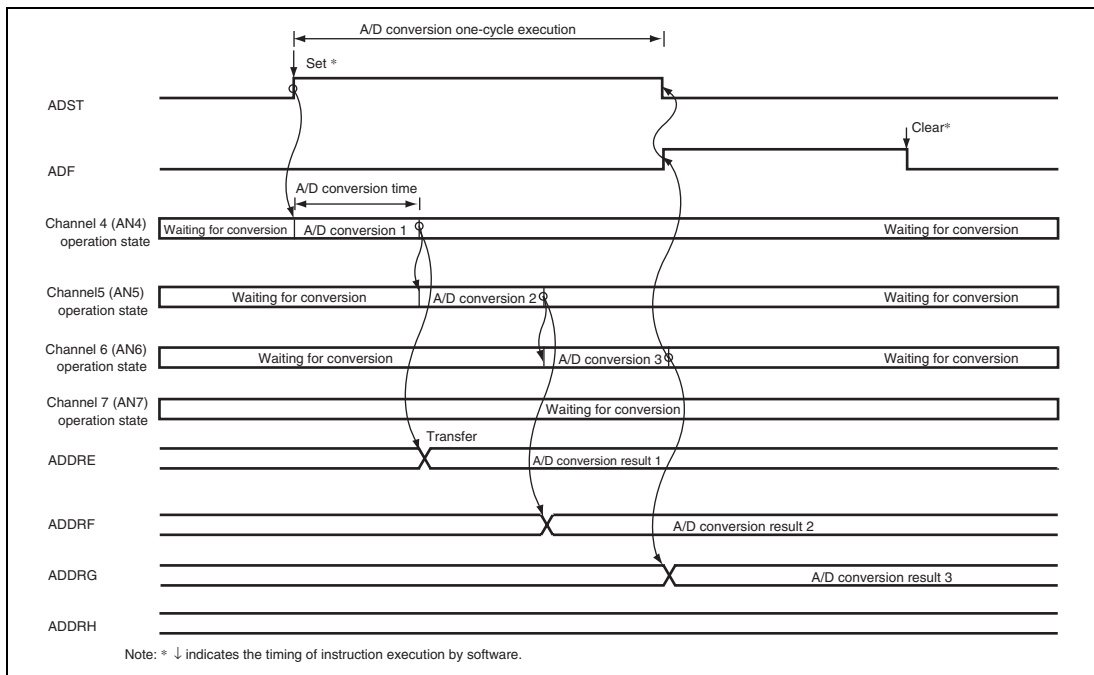 A/D conversion one-cycle execution
Set *
ADST
Clear*
ADF
A/D conversion time
Channel 4 (AN4)
operation state
Waiting for conversion
A/D conversion 1
Waiting for conversion
Channel5 (AN5)
operation state
Waiting for conversion
A/D conversion 2
Waiting for conversion
Channel 6 (AN6)
operation state
Waiting for conversion
A/D conversion 3
Waiting for conversion
Channel 7 (AN7)
operation state
Waiting for conversion
Transfer
ADDRE
A/D conversion result 1
ADDRF
A/D conversion result 2
ADDRG
A/D conversion result 3
ADDRH
Note: * ↓ indicates the timing of instruction execution by software.